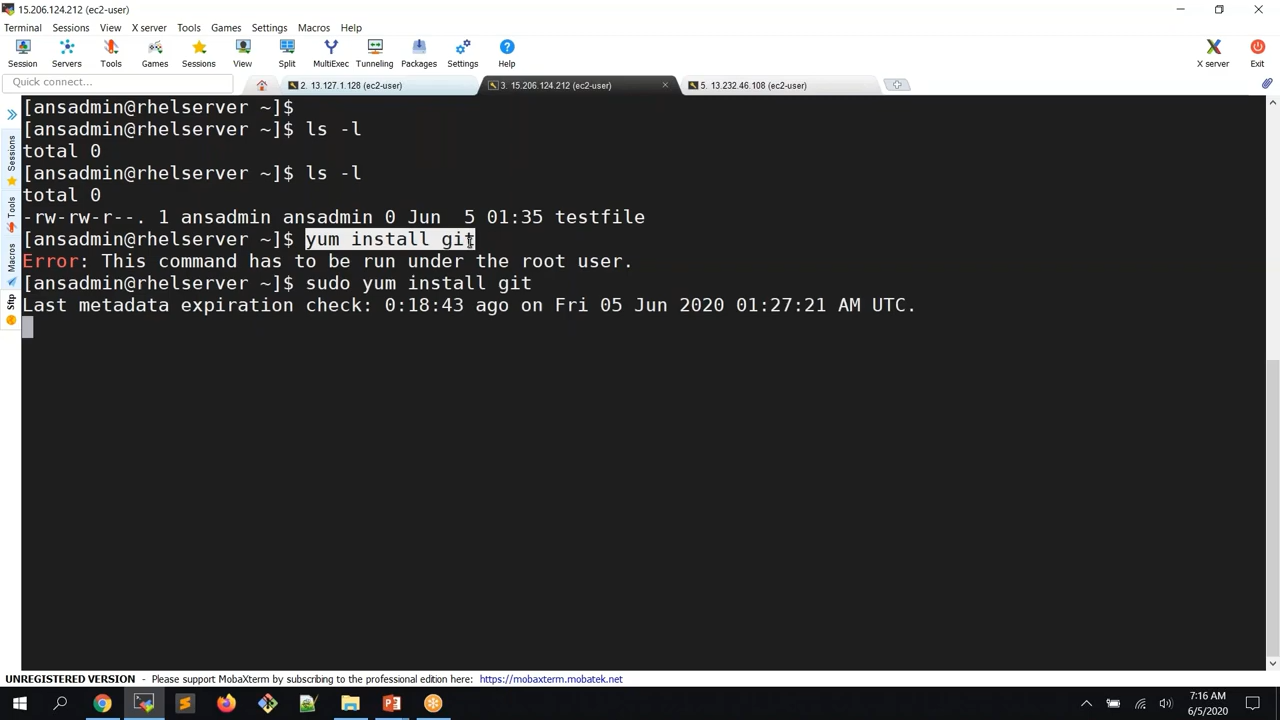 15.206.124.212 (ec2-user)
Terminal Sessions View X server Tools Games Settings Macros Help
Session Servers Tools Games Sessions View Split MultiExec Tunneling Packages Settings Help X server Exit
Quick connect...
2. 13.127.1.128 (ec2-user)
3. 15.206.124.212 (ec2-user)
5. 13.232.46.108 (ec2-user)
Sessions
Tools
Macros
Sftp
[ansadmin@rhelserver ~]$
[ansadmin@rhelserver ~]$ ls -l
total 0
[ansadmin@rhelserver ~]$ ls -l
total 0
-rw-rw-r--. 1 ansadmin ansadmin 0 Jun  5 01:35 testfile
[ansadmin@rhelserver ~]$ yum install git
Error: This command has to be run under the root user.
[ansadmin@rhelserver ~]$ sudo yum install git
Last metadata expiration check: 0:18:43 ago on Fri 05 Jun 2020 01:27:21 AM UTC.
UNREGISTERED VERSION - Please support MobaXterm by subscribing to the professional edition here: https://mobaxterm.mobatek.net
7:16 AM
6/5/2020